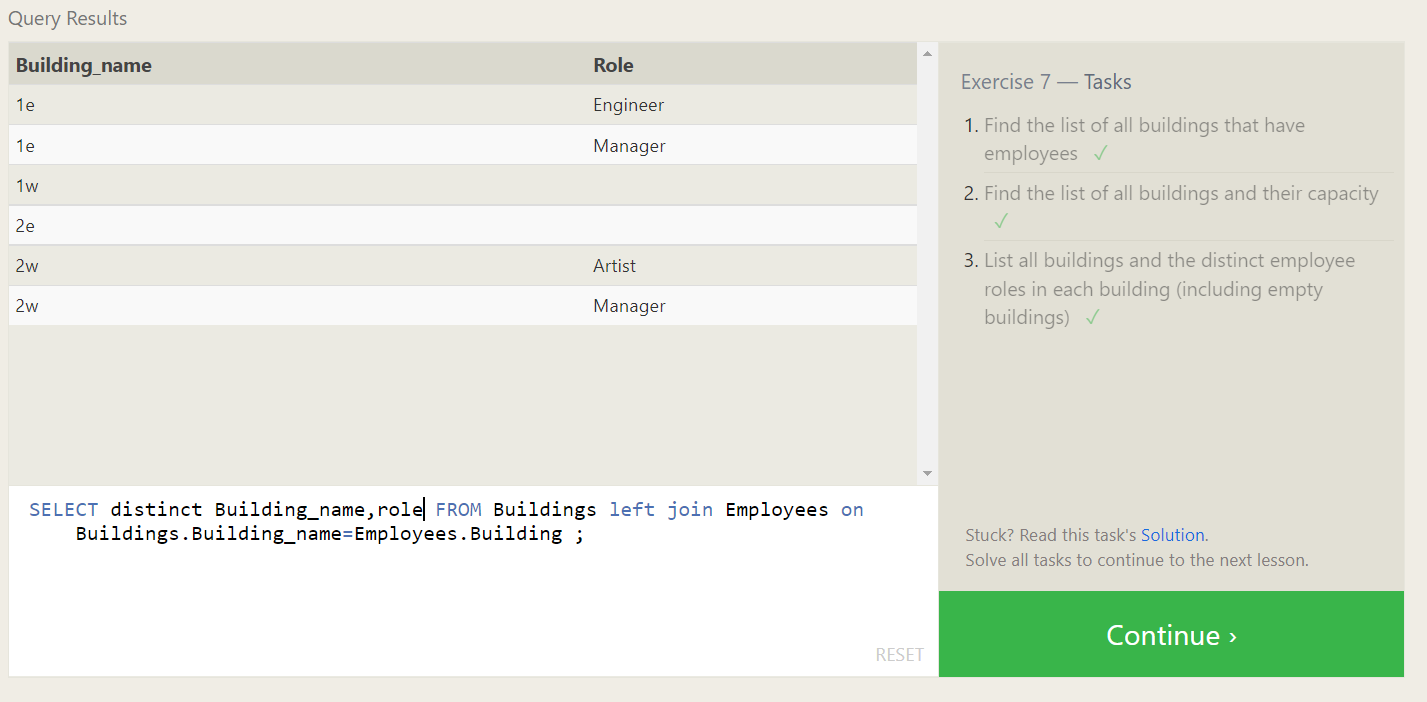 Query Results
Building_name Role
1e Engineer
1e Manager
1w
2e
2w Artist
2w Manager
SELECT distinct Building_name,role FROM Buildings left join Employees on
Buildings.Building_name=Employees.Building ;
RESET
Exercise 7 — Tasks
1. Find the list of all buildings that have
employees ✓
2. Find the list of all buildings and their capacity
✓
3. List all buildings and the distinct employee
roles in each building (including empty
buildings) ✓
Stuck? Read this task's Solution.
Solve all tasks to continue to the next lesson.
Continue ›